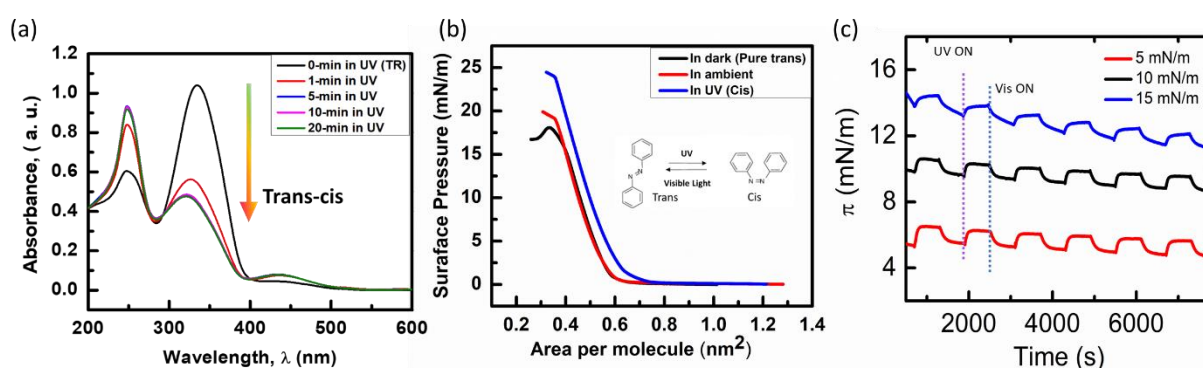 (a)
1.2
1.0
0.8
0.6
0.4
0.2
0.0
Absorbance, ( a. u.)
0-min in UV (TR)
1-min in UV
5-min in UV
10-min in UV
20-min in UV
Trans-cis
200 300 400 500 600
Wavelength, λ (nm)
(b)
25
20
15
10
5
0
Suraface Pressure (mN/m)
In dark (Pure trans)
In ambient
In UV (Cis)
UV
Visible Light
N N
N N
Trans
Cis
0.2 0.4 0.6 0.8 1.0 1.2 1.4
Area per molecule (nm²)
(c)
16
12
8
4
π (mN/m)
UV ON
Vis ON
5 mN/m
10 mN/m
15 mN/m
2000 4000 6000
Time (s)